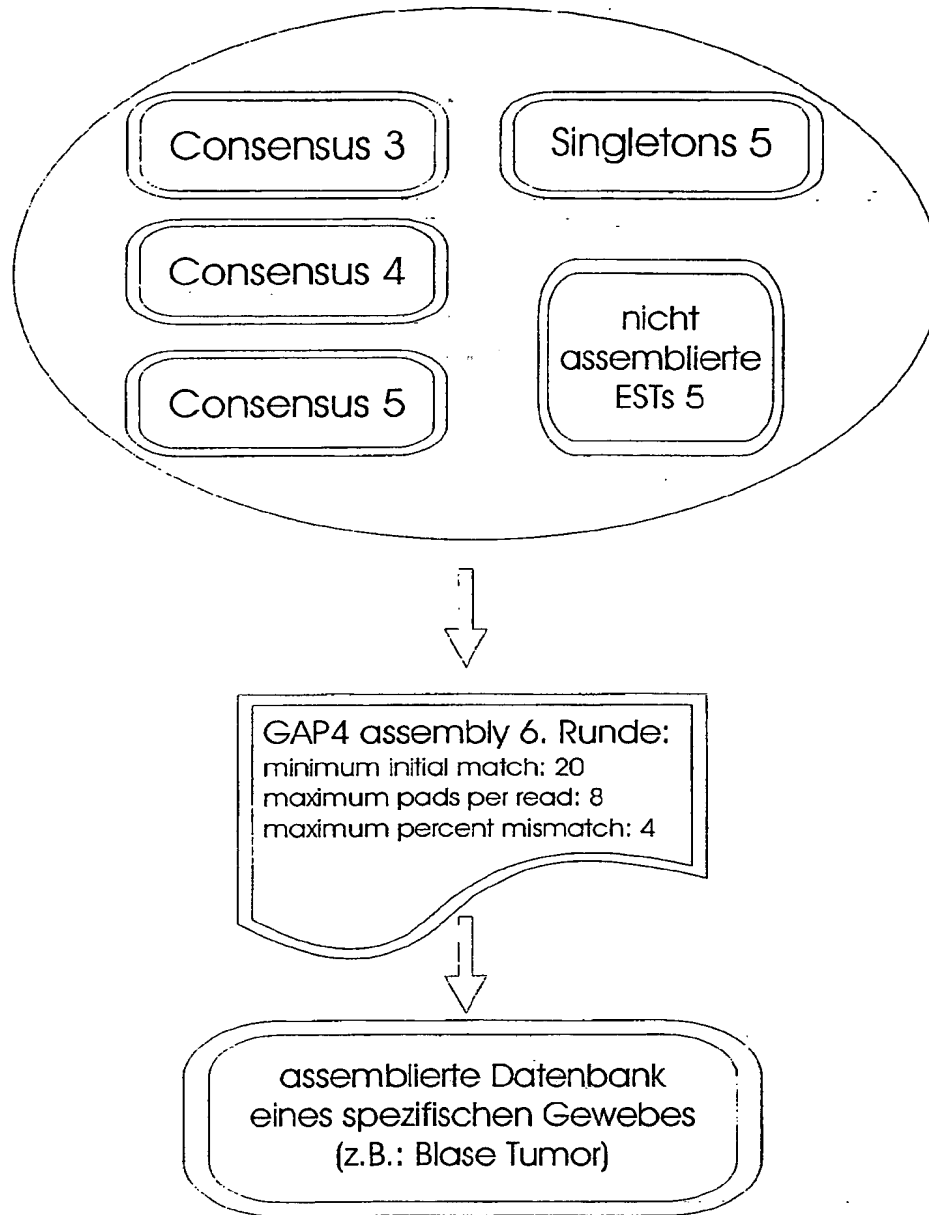 Consensus 3
Singletons 5
Consensus 4
Consensus 5
nicht
assemblierte
ESTs 5
GAP4 assembly 6. Runde:
minimum initial match: 20
maximum pads per read: 8
maximum percent mismatch: 4
assemblierte Datenbank
eines spezifischen Gewebes
(z.B.: Blase Tumor)